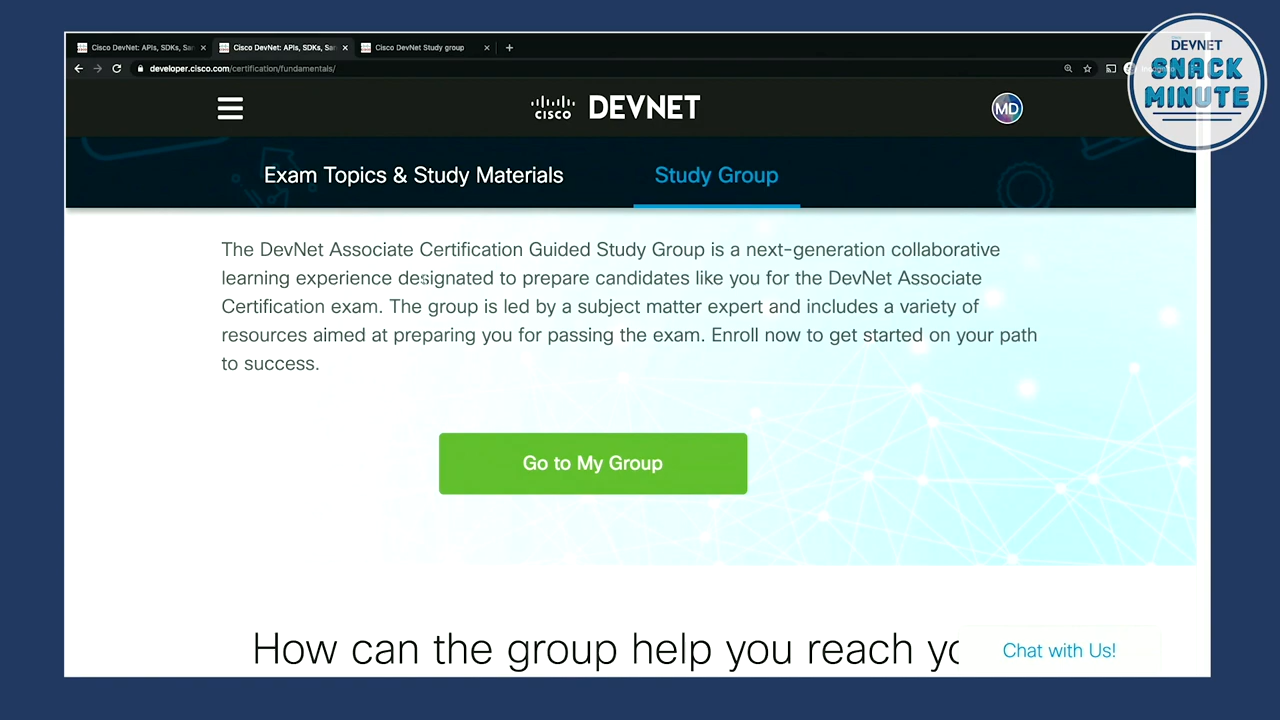 Cisco DevNet: APIs, SDKs, San
Cisco DevNet: APIs, SDKs, San
Cisco DevNet Study group
developer.cisco.com/certification/fundamentals/
DEVNET
SNACK
MINUTE
CISCO DEVNET
MD
Exam Topics & Study Materials
Study Group
The DevNet Associate Certification Guided Study Group is a next-generation collaborative
learning experience designated to prepare candidates like you for the DevNet Associate
Certification exam. The group is led by a subject matter expert and includes a variety of
resources aimed at preparing you for passing the exam. Enroll now to get started on your path
to success.
Go to My Group
How can the group help you reach yo
Chat with Us!